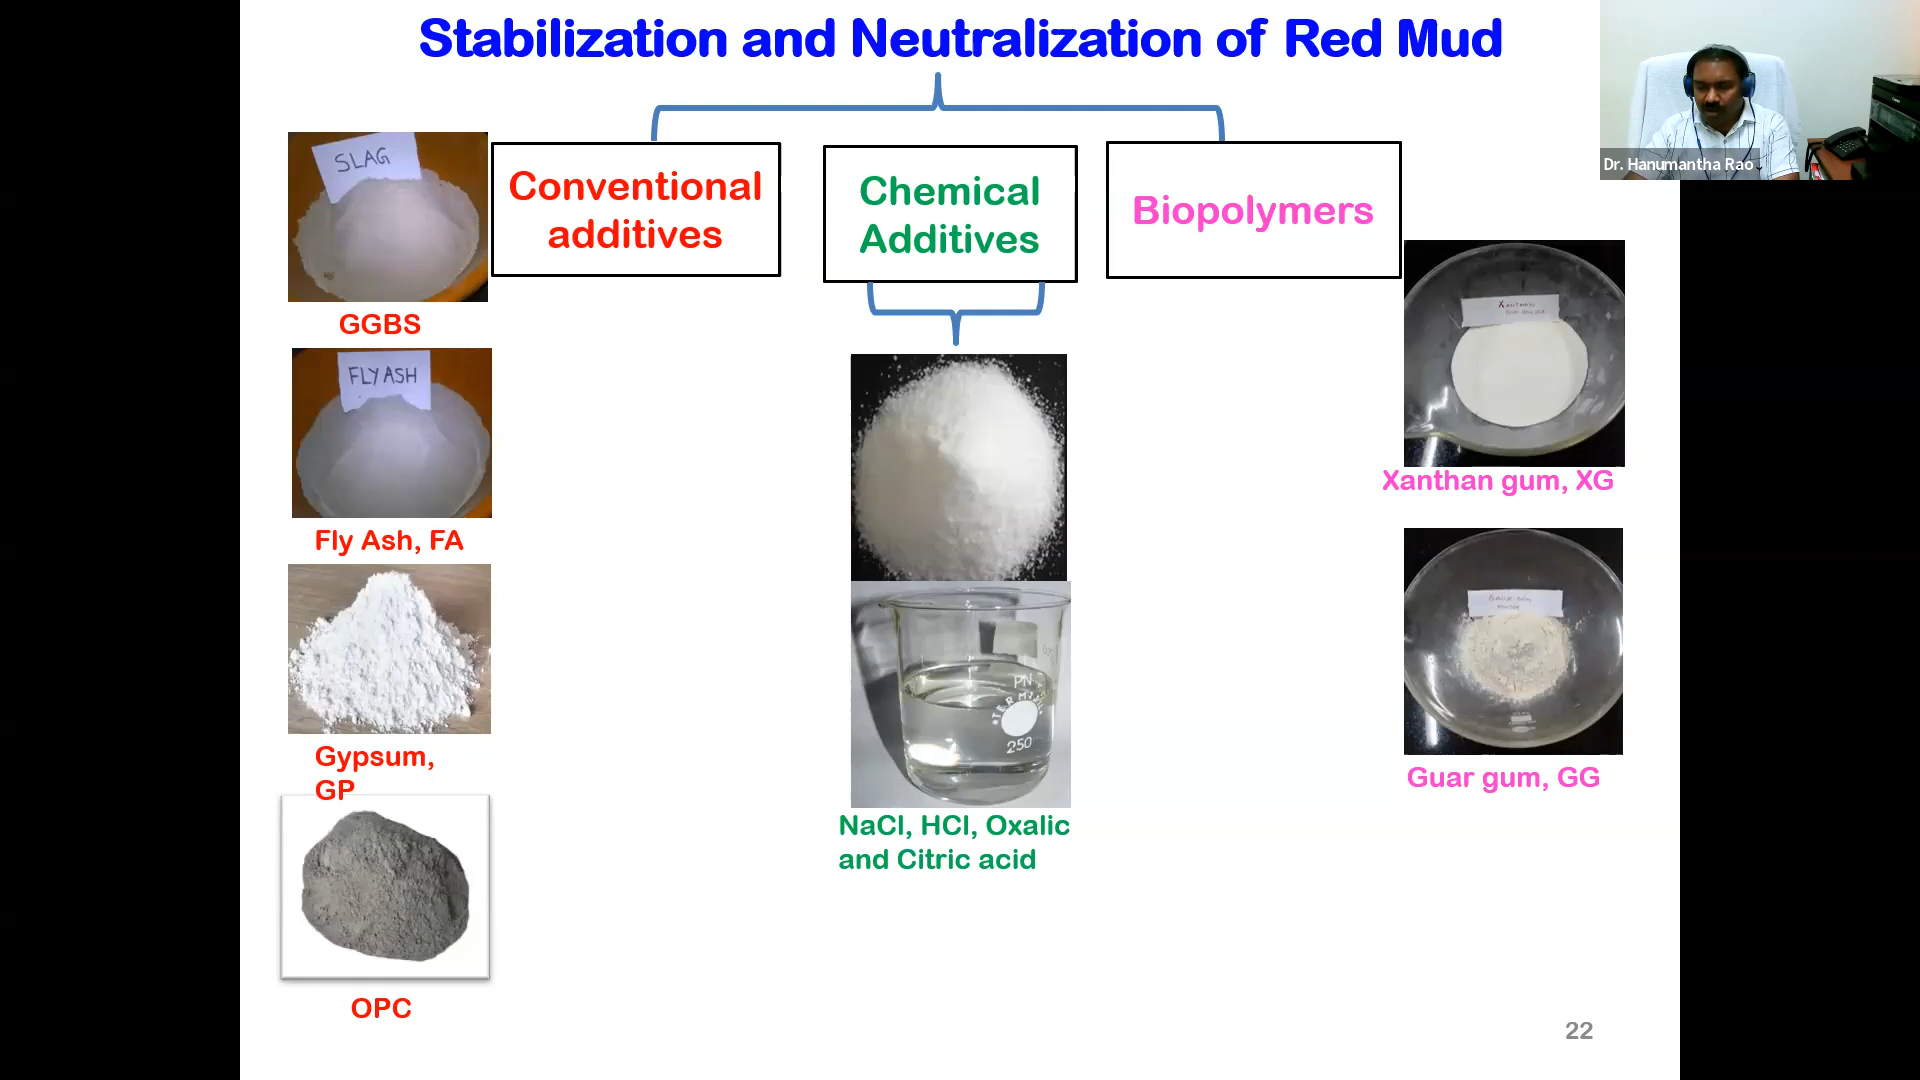 Stabilization and Neutralization of Red Mud
Dr. Hanumantha Rao
SLAG
Conventional
additives
Chemical
Additives
Biopolymers
GGBS
FLY ASH
Fly Ash, FA
Gypsum,
GP
OPC
250
NaCl, HCl, Oxalic
and Citric acid
Xanthan gum, XG
Guar gum, GG
22